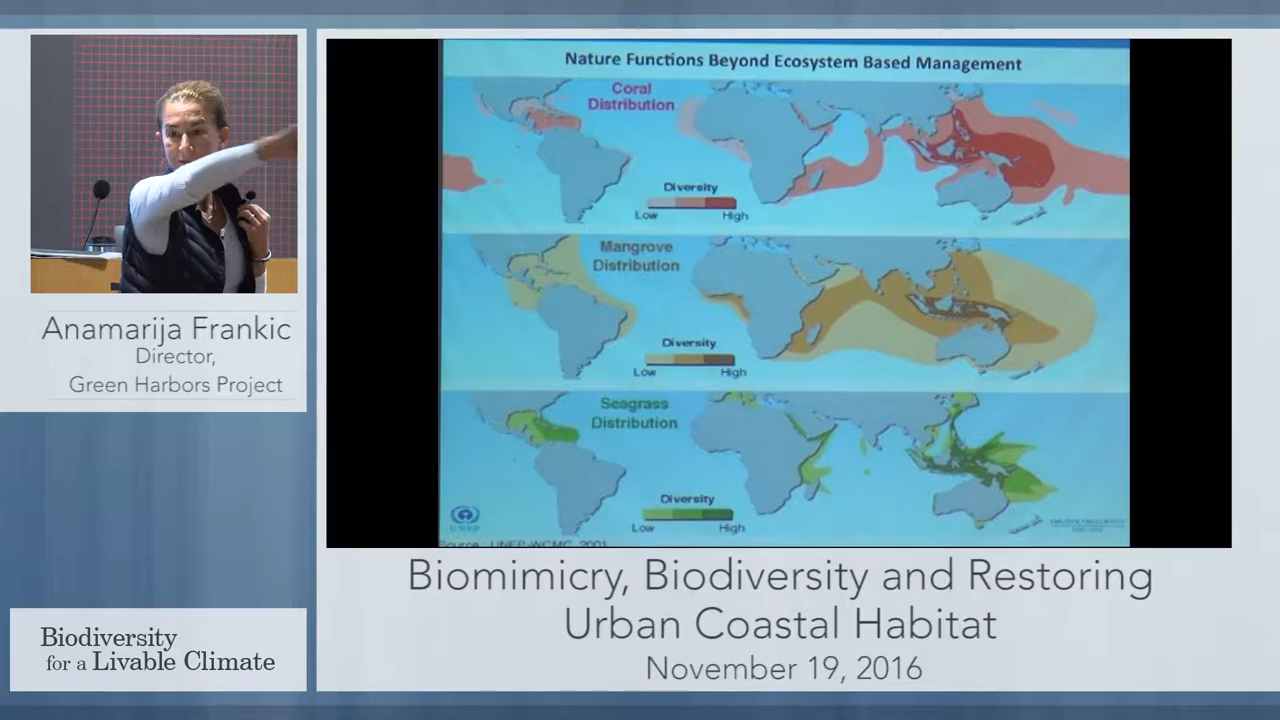 Anamarija Frankic
Director,
Green Harbors Project
Biodiversity
for a Livable Climate
Nature Functions Beyond Ecosystem Based Management
Coral
Distribution
Diversity
Low High
Mangrove
Distribution
Diversity
Low High
Seagrass
Distribution
Diversity
Low High
UNEP
Source: UNEP-WCMC, 2001
Biomimicry, Biodiversity and Restoring
Urban Coastal Habitat
November 19, 2016